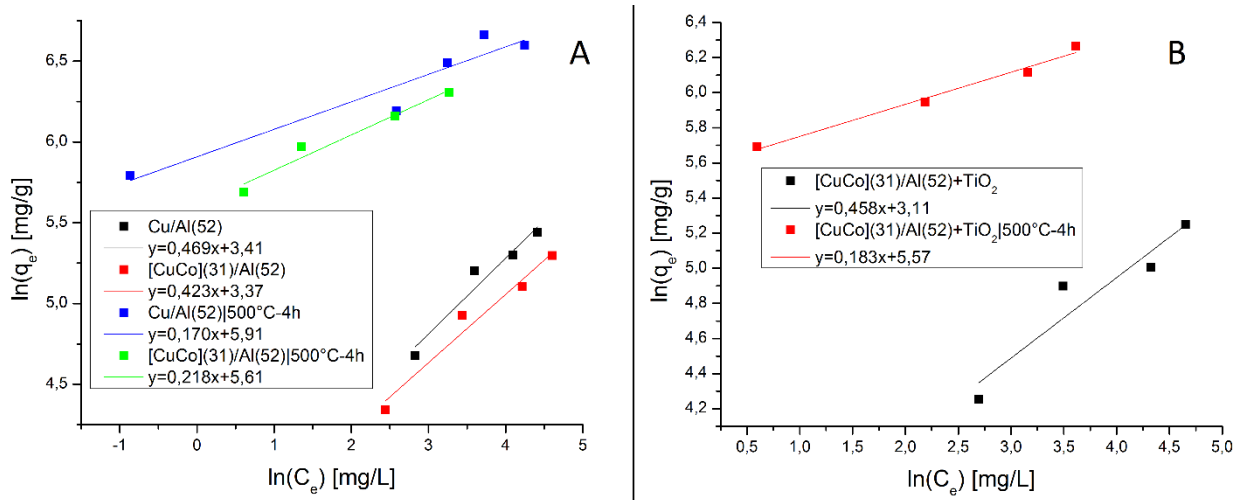 A
ln(qₑ) [mg/g]
6,5
6,0
5,5
5,0
4,5
Cu/Al(52)
y=0,469x+3,41
[CuCo](31)/Al(52)
y=0,423x+3,37
Cu/Al(52)|500°C-4h
y=0,170x+5,91
[CuCo](31)/Al(52)|500°C-4h
y=0,218x+5,61
-1 0 1 2 3 4 5
ln(Cₑ) [mg/L]
B
ln(qₑ) [mg/g]
6,4
6,2
6,0
5,8
5,6
5,4
5,2
5,0
4,8
4,6
4,4
4,2
[CuCo](31)/Al(52)+TiO₂
y=0,458x+3,11
[CuCo](31)/Al(52)+TiO₂|500°C-4h
y=0,183x+5,57
0,5 1,0 1,5 2,0 2,5 3,0 3,5 4,0 4,5 5,0
ln(Cₑ) [mg/L]